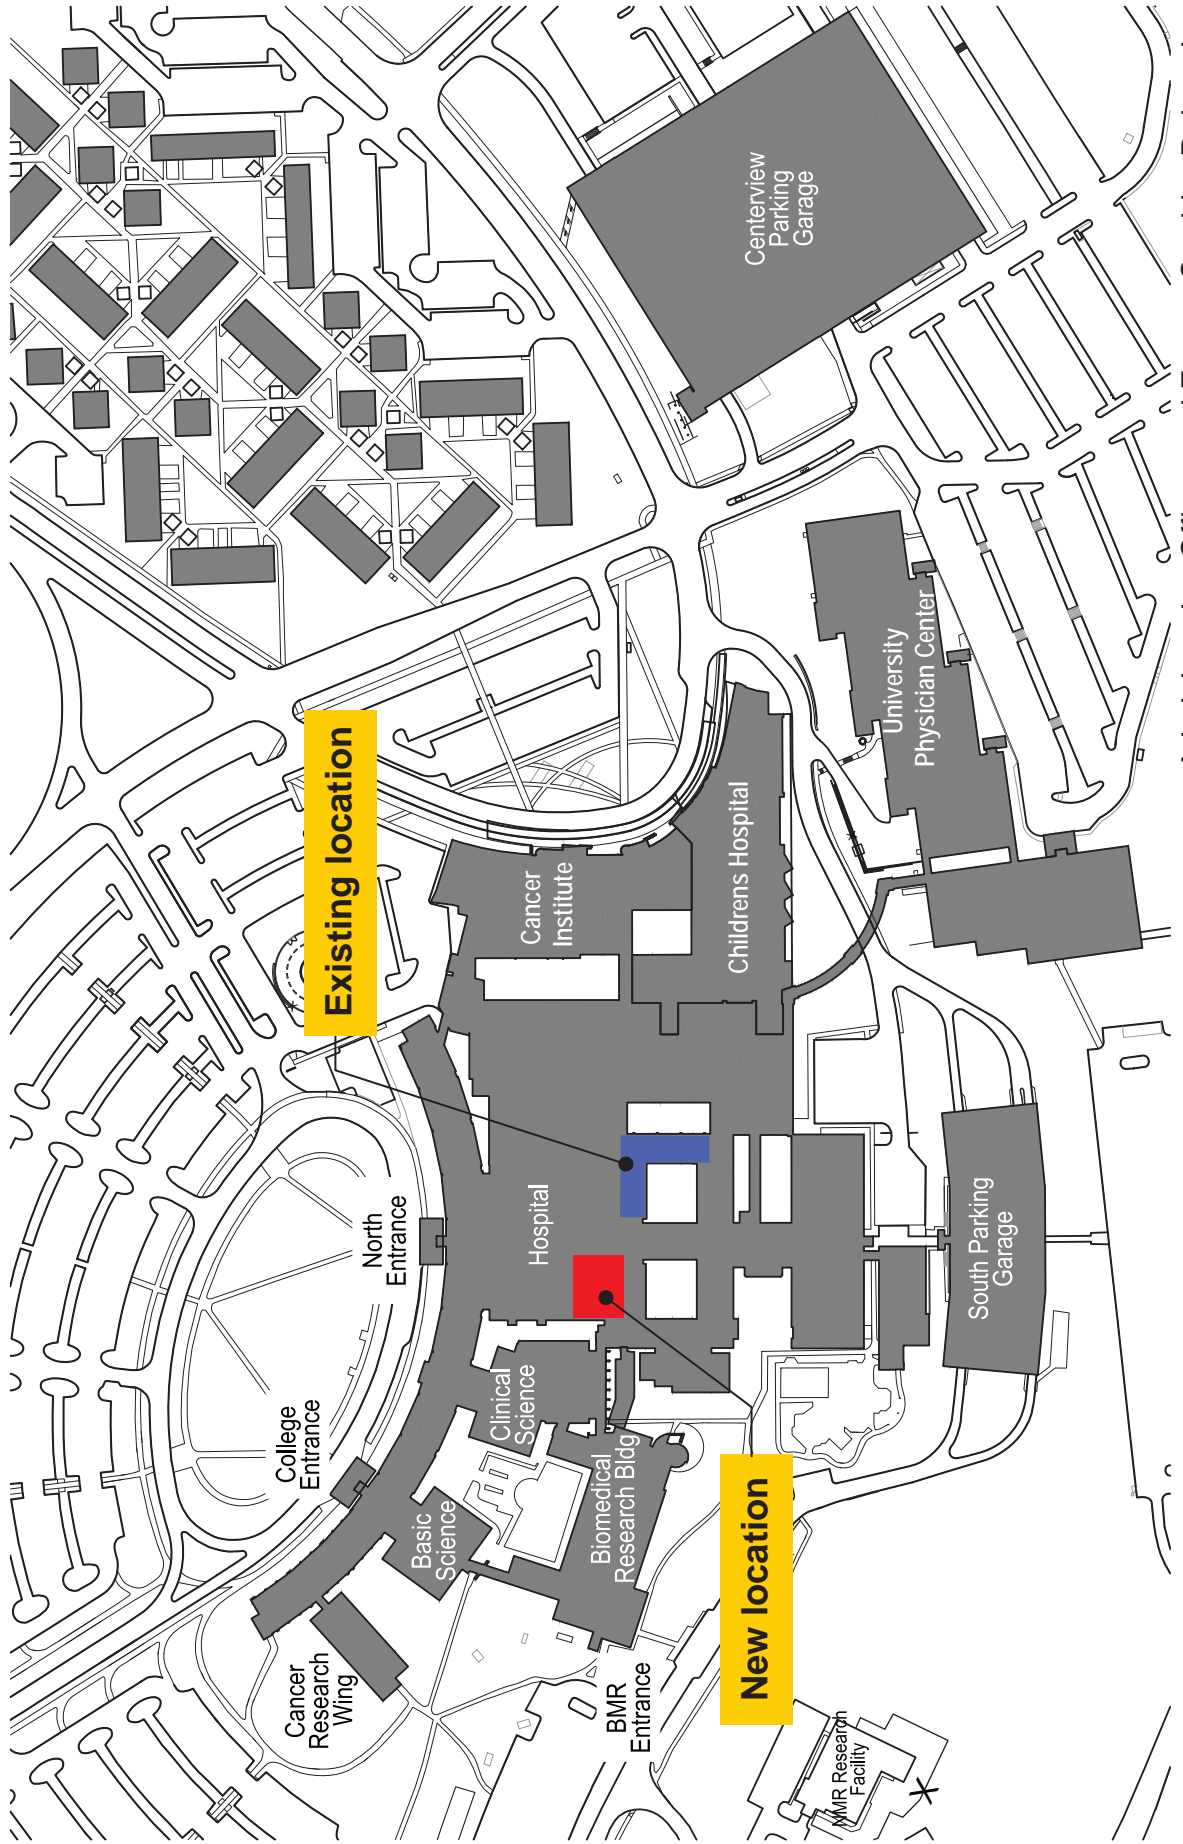 Existing location
North
Entrance
College
Entrance
Cancer
Research
Wing
Basic
Science
Clinical
Science
Biomedical
Research Bldg
BMR
Entrance
Hospital
Cancer
Institute
Childrens Hospital
Centerview
Parking
Garage
University
Physician Center
South Parking
Garage
New location
NMR Research
Facility